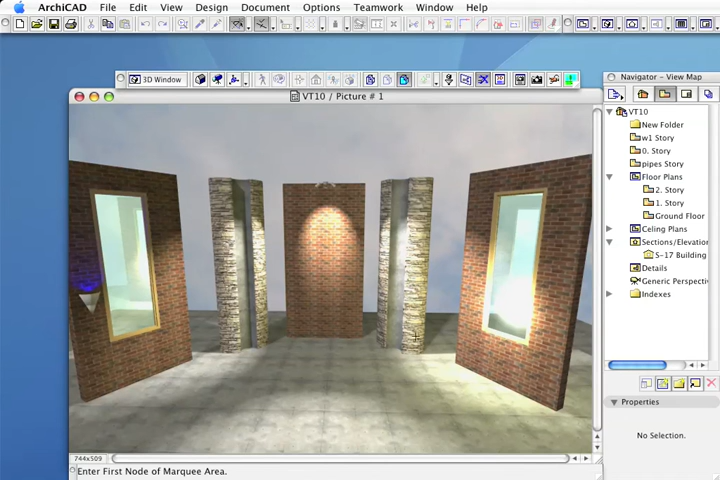 ArchiCAD File Edit View Design Document Options Teamwork Window Help
3D Window
Navigator - View Map
VT10 / Picture # 1
VT10
New Folder
w1 Story
0. Story
pipes Story
Floor Plans
2. Story
1. Story
Ground Floor
Celing Plans
Sections/Elevation
S-17 Building
Details
Generic Perspectiv
Indexes
Properties
No Selection.
744x509
Enter First Node of Marquee Area.